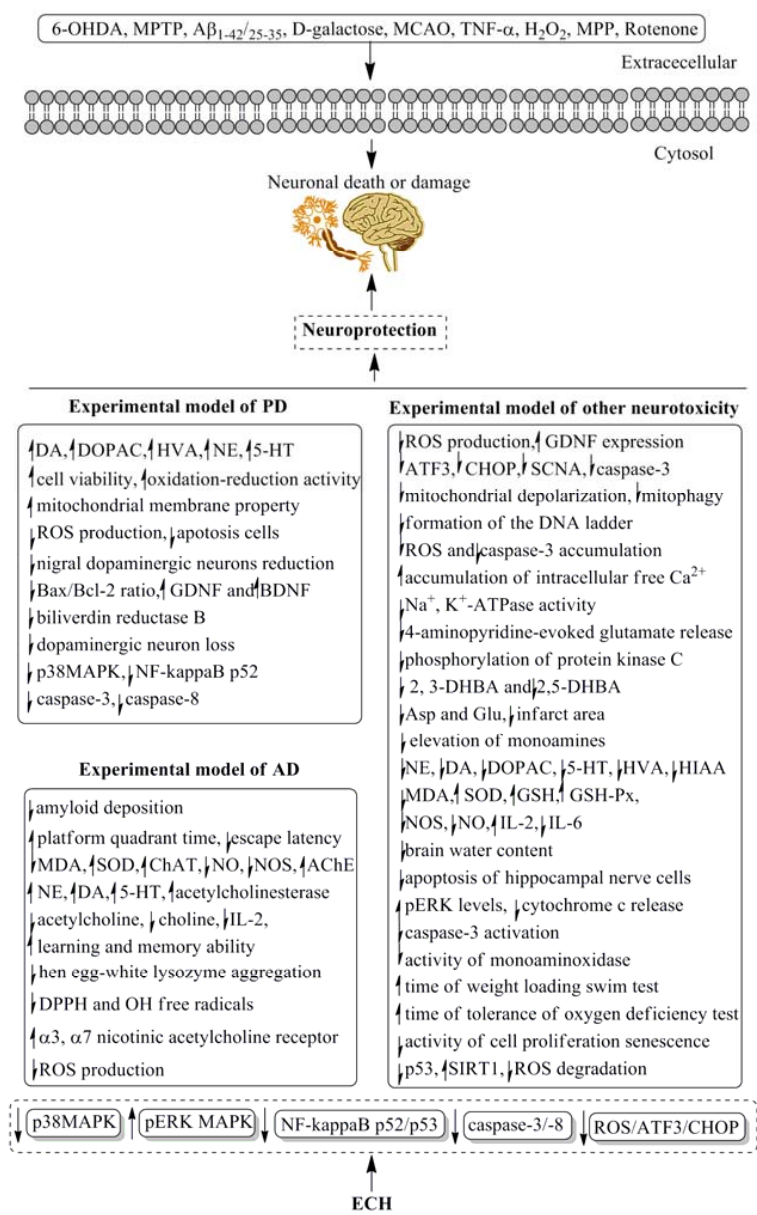 6-OHDA, MPTP, Aβ1-42/25-35, D-galactose, MCAO, TNF-α, H2O2, MPP, Rotenone
Extracecellular
Cytosol
Neuronal death or damage
Neuroprotection
Experimental model of PD
↑DA,↑DOPAC,↑HVA,↑NE,↑5-HT
↑cell viability,↑oxidation-reduction activity
↑mitochondrial membrane property
↓ROS production,↓apotosis cells
↓nigral dopaminergic neurons reduction
↓Bax/Bcl-2 ratio,↑GDNF and↑BDNF
↓biliverdin reductase B
↓dopaminergic neuron loss
↓p38MAPK,↓NF-kappaB p52
↓caspase-3,↓caspase-8
Experimental model of AD
↓amyloid deposition
↑platform quadrant time,↓escape latency
↓MDA,↑SOD,↑ChAT,↓NO,↓NOS,↑AChE
↑NE,↑DA,↑5-HT,↑acetylcholinesterase
↓acetylcholine,↓choline,↓IL-2,
↑learning and memory ability
↓hen egg-white lysozyme aggregation
↓DPPH and OH free radicals
↑α3, α7 nicotinic acetylcholine receptor
↓ROS production
Experimental model of other neurotoxicity
↓ROS production,↑GDNF expression
↓ATF3,↓CHOP,↓SCNA,↓caspase-3
↓mitochondrial depolarization,↓mitophagy
↓formation of the DNA ladder
↓ROS and↓caspase-3 accumulation
↑accumulation of intracellular free Ca2+
↓Na+, K+-ATPase activity
↓4-aminopyridine-evoked glutamate release
↓phosphorylation of protein kinase C
↓2, 3-DHBA and↓2,5-DHBA
↓Asp and Glu,↓infarct area
↓elevation of monoamines
↓NE,↓DA,↓DOPAC,↓5-HT,↓HVA,↓HIAA
↓MDA,↑SOD,↑GSH,↑GSH-Px,
↓NOS,↓NO,↑IL-2,↓IL-6
↓brain water content
↓apoptosis of hippocampal nerve cells
↑pERK levels,↓cytochrome c release
↓caspase-3 activation
↓activity of monoaminoxidase
↑time of weight loading swim test
↑time of tolerance of oxygen deficiency test
↓activity of cell proliferation senescence
↓p53,↑SIRT1,↓ROS degradation
↓p38MAPK ↑pERK MAPK ↓NF-kappaB p52/p53 ↓caspase-3/-8 ↓ROS/ATF3/CHOP
ECH